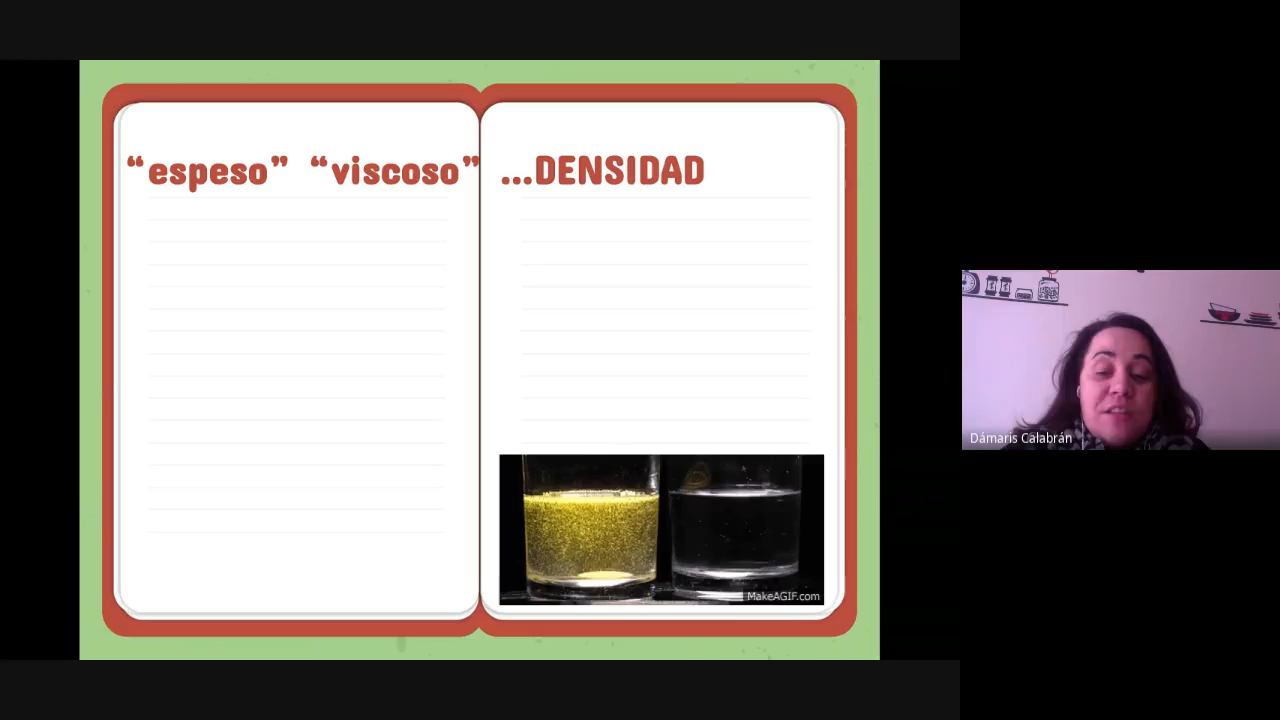 “espeso” “viscoso” ...DENSIDAD
MakeAGIF.com
Dámaris Calabrán